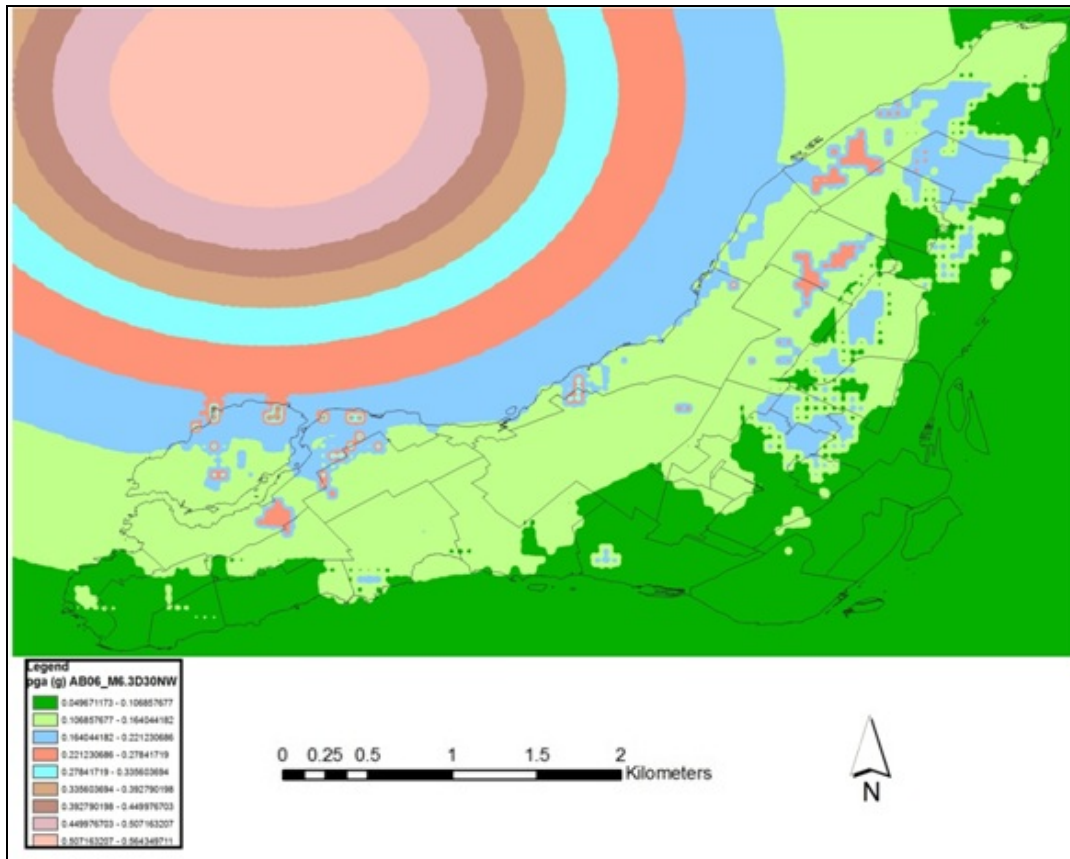 Legend
pga (g) AB06_M6.3D30NW
0.049671173 - 0.106857677
0.106857677 - 0.164044182
0.164044182 - 0.221230686
0.221230686 - 0.27841719
0.27841719 - 0.335603694
0.335603694 - 0.392790198
0.392790198 - 0.449976703
0.449976703 - 0.507163207
0.507163207 - 0.564349711
0 0.25 0.5 1 1.5 2
Kilometers
N